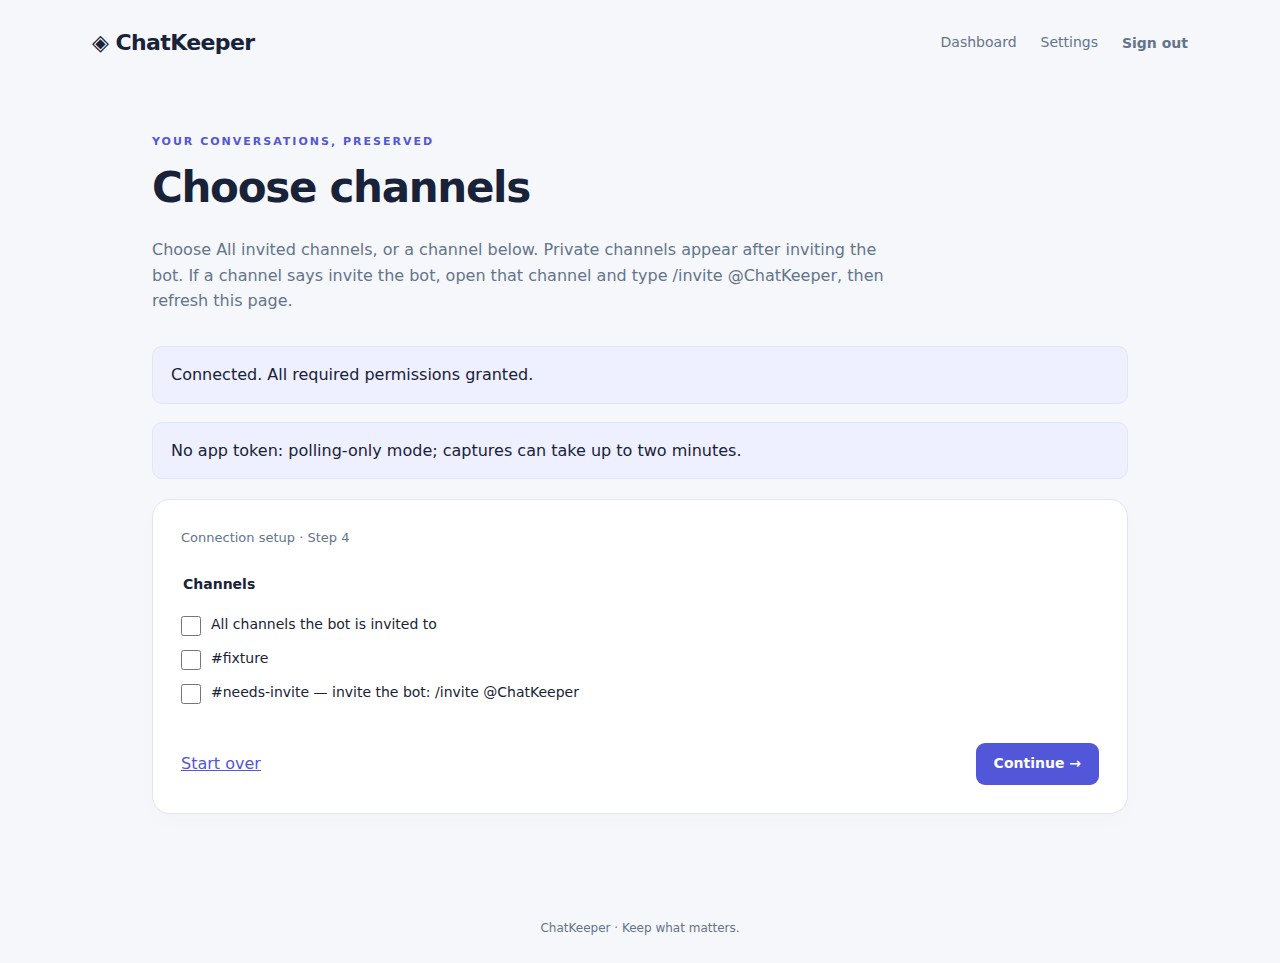 ◈ ChatKeeper
Dashboard Settings Sign out
YOUR CONVERSATIONS, PRESERVED
Choose channels
Choose All invited channels, or a channel below. Private channels appear after inviting the
bot. If a channel says invite the bot, open that channel and type /invite @ChatKeeper, then
refresh this page.
Connected. All required permissions granted.
No app token: polling-only mode; captures can take up to two minutes.
Connection setup · Step 4
Channels
All channels the bot is invited to
#fixture
#needs-invite — invite the bot: /invite @ChatKeeper
Start over
Continue →
ChatKeeper · Keep what matters.